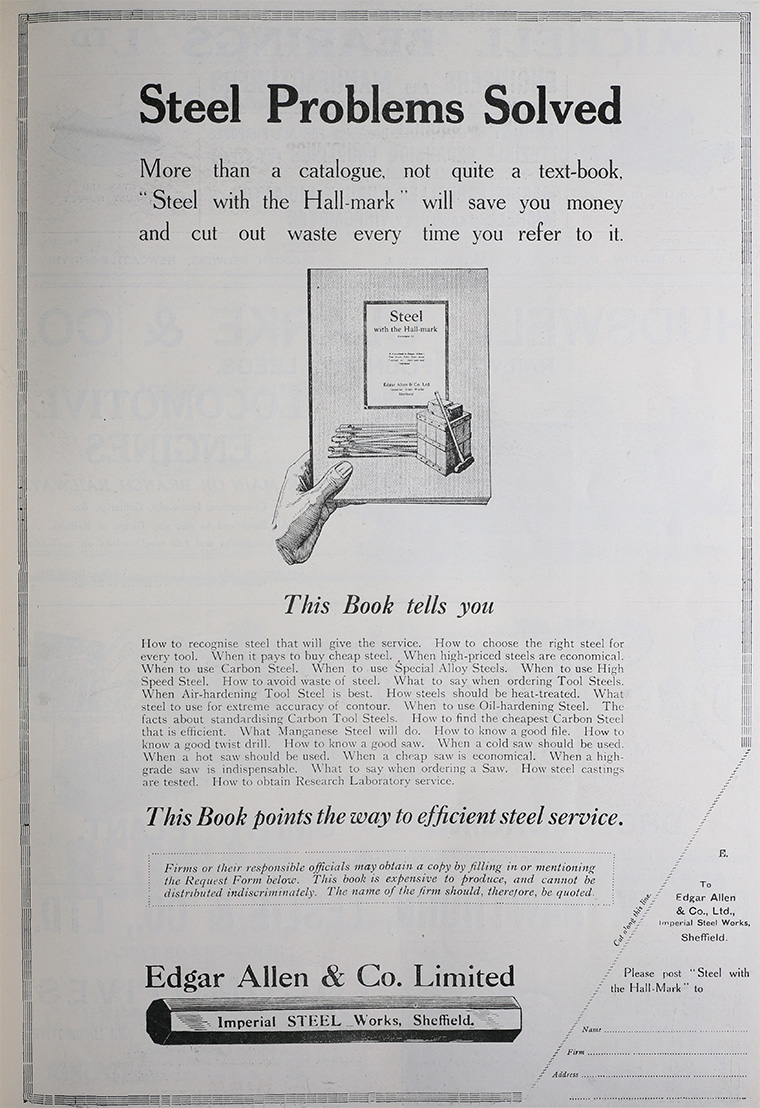 Steel Problems Solved
More than a catalogue, not quite a text-book,
"Steel with the Hall-mark" will save you money
and cut out waste every time you refer to it.
Steel
with the Hall-mark
Edgar Allen & Co. Ltd
Imperial Steel Works
Sheffield
This Book tells you
How to recognise steel that will give the service. How to choose the right steel for
every tool. When it pays to buy cheap steel. When high-priced steels are economical.
When to use Carbon Steel. When to use Special Alloy Steels. When to use High
Speed Steel. How to avoid waste of steel. What to say when ordering Tool Steels.
When Air-hardening Tool Steel is best. How steels should be heat-treated. What
steel to use for extreme accuracy of contour. When to use Oil-hardening Steel. The
facts about standardising Carbon Tool Steels. How to find the cheapest Carbon Steel
that is efficient. What Manganese Steel will do. How to know a good file. How to
know a good twist drill. How to know a good saw. When a cold saw should be used.
When a hot saw should be used. When a cheap saw is economical. When a high-
grade saw is indispensable. What to say when ordering a Saw. How steel castings
are tested. How to obtain Research Laboratory service.
This Book points the way to efficient steel service.
Firms or their responsible officials may obtain a copy by filling in or mentioning
the Request Form below. This book is expensive to produce, and cannot be
distributed indiscriminately. The name of the firm should, therefore, be quoted.
Edgar Allen & Co. Limited
Imperial STEEL Works, Sheffield.
Cut along this line.
E.
To
Edgar Allen
& Co., Ltd.,
Imperial Steel Works,
Sheffield.
Please post "Steel with
the Hall-Mark" to
Name
Firm
Address